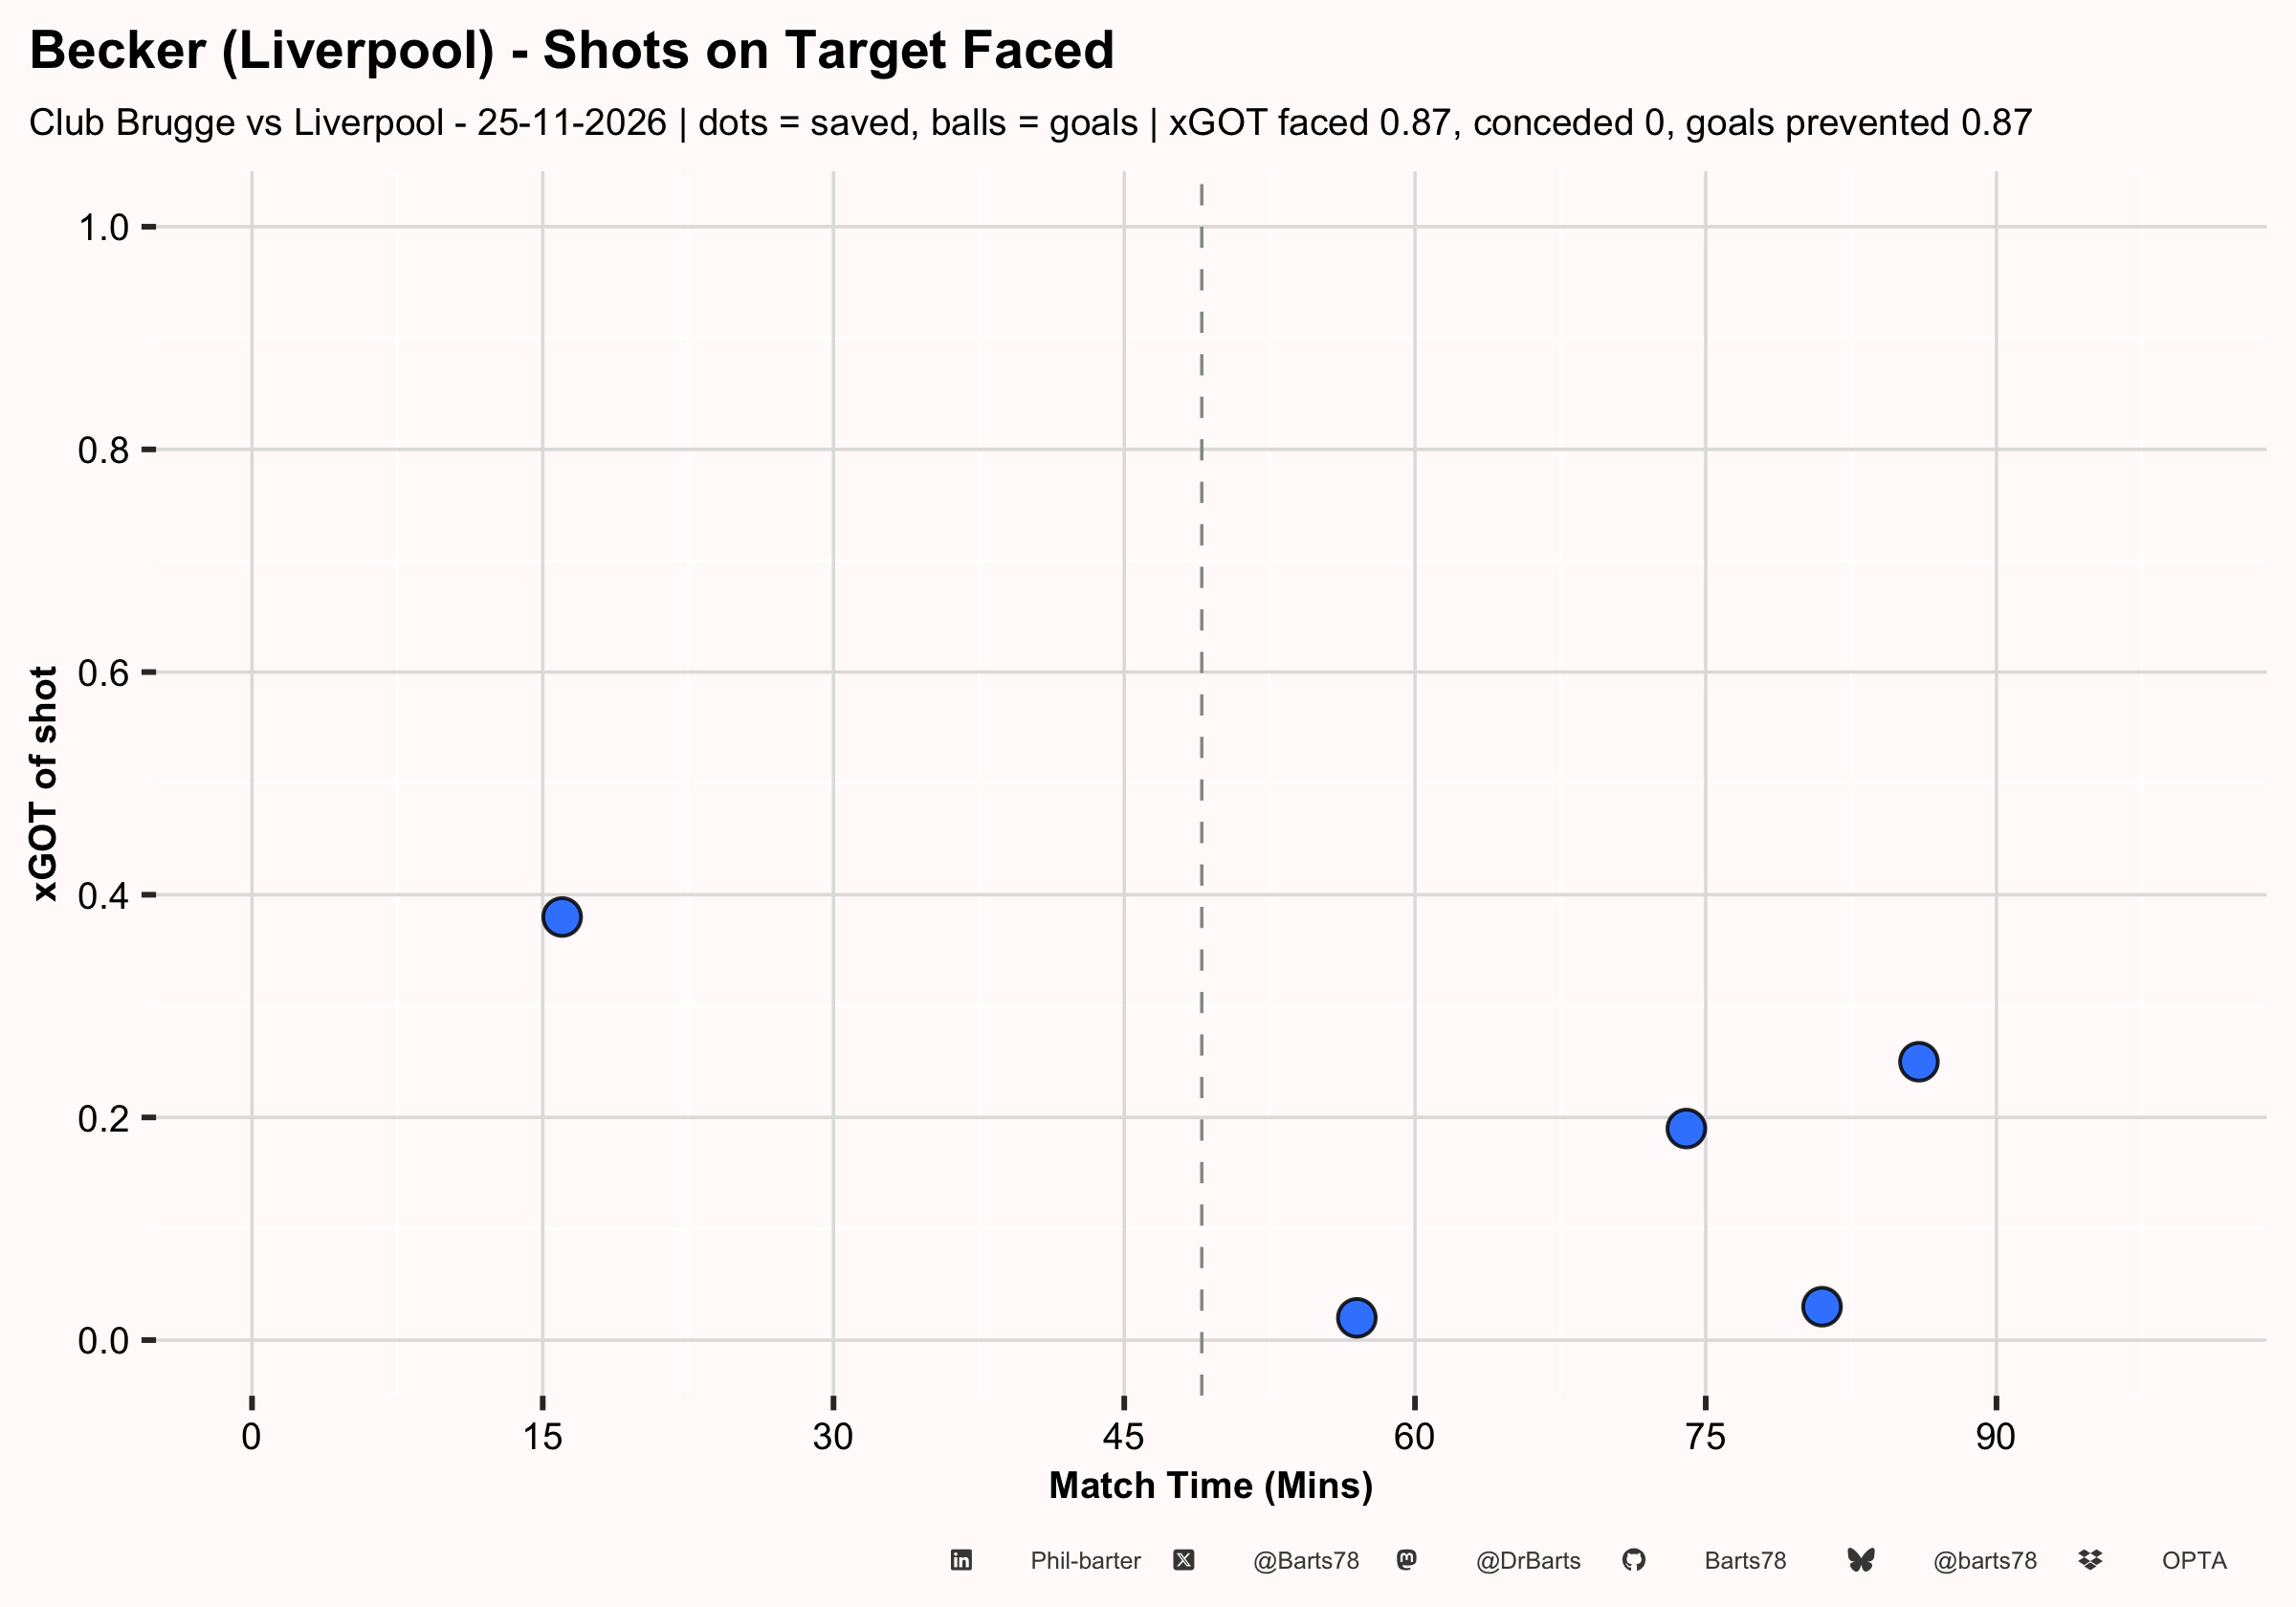 Becker (Liverpool) - Shots on Target Faced
Club Brugge vs Liverpool - 25-11-2026 | dots = saved, balls = goals | xGOT faced 0.87, conceded 0, goals prevented 0.87
xGOT of shot
1.0
0.8
0.6
0.4
0.2
0.0
0 15 30 45 60 75 90
Match Time (Mins)
Phil-barter @Barts78 @DrBarts Barts78 @barts78 OPTA